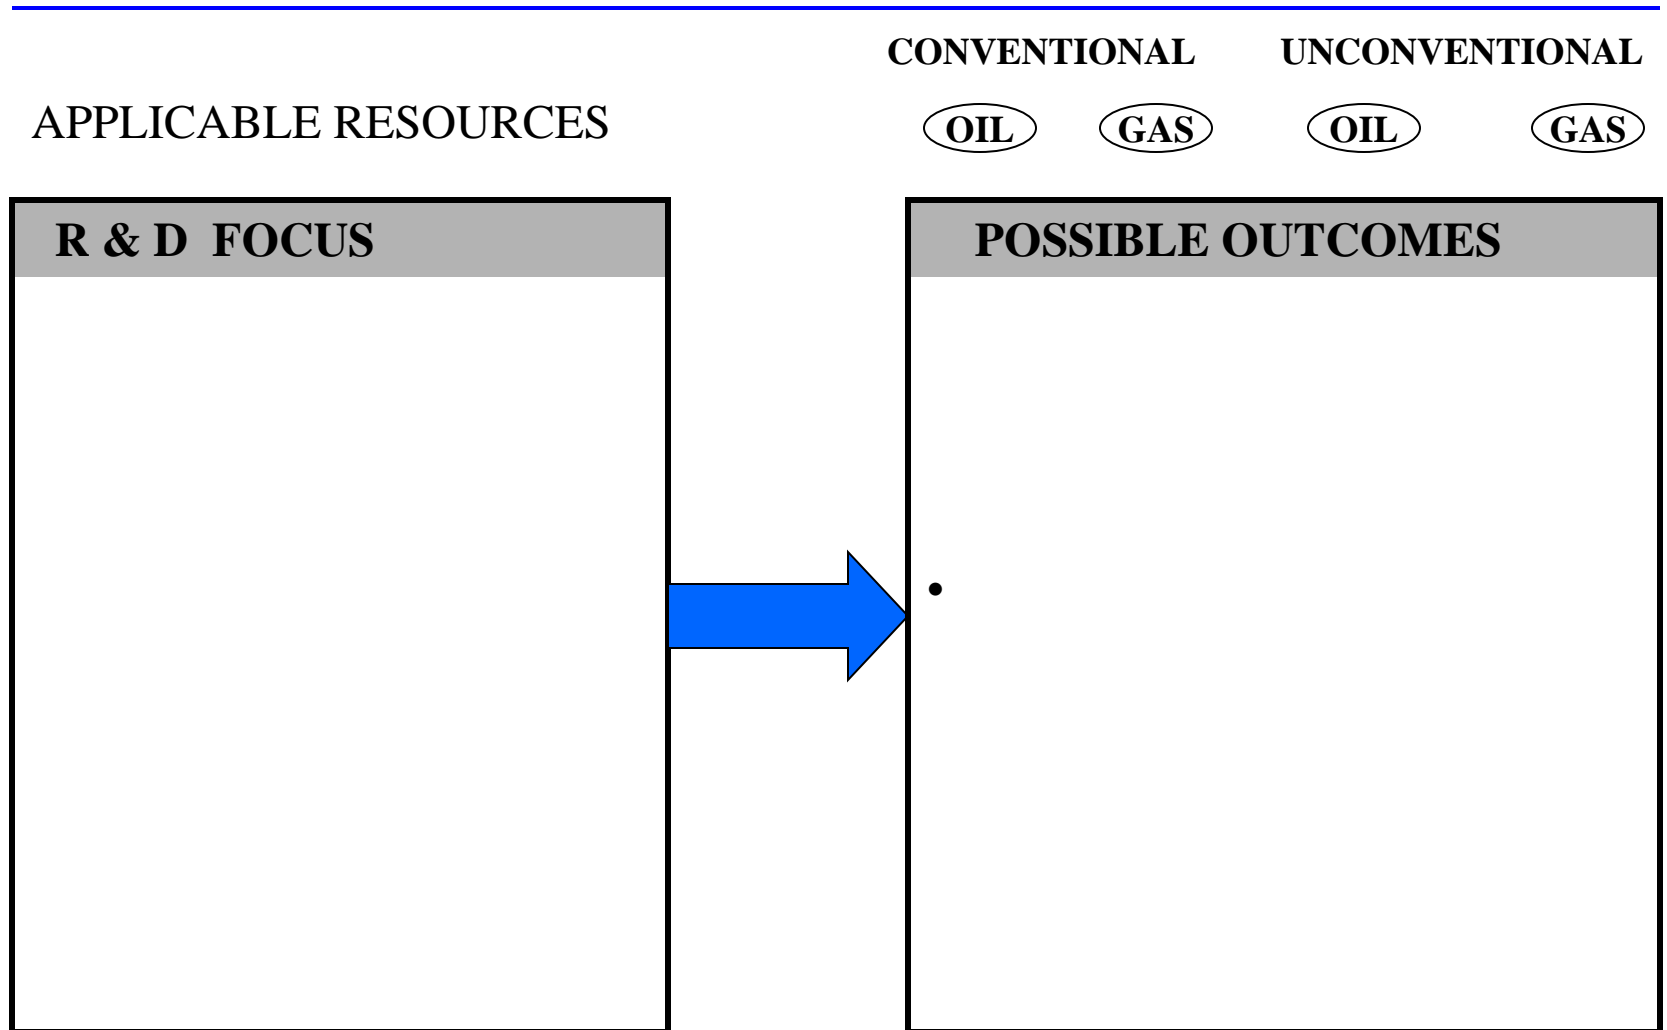 CONVENTIONAL UNCONVENTIONAL
APPLICABLE RESOURCES OIL GAS OIL GAS
R & D FOCUS
POSSIBLE OUTCOMES
•